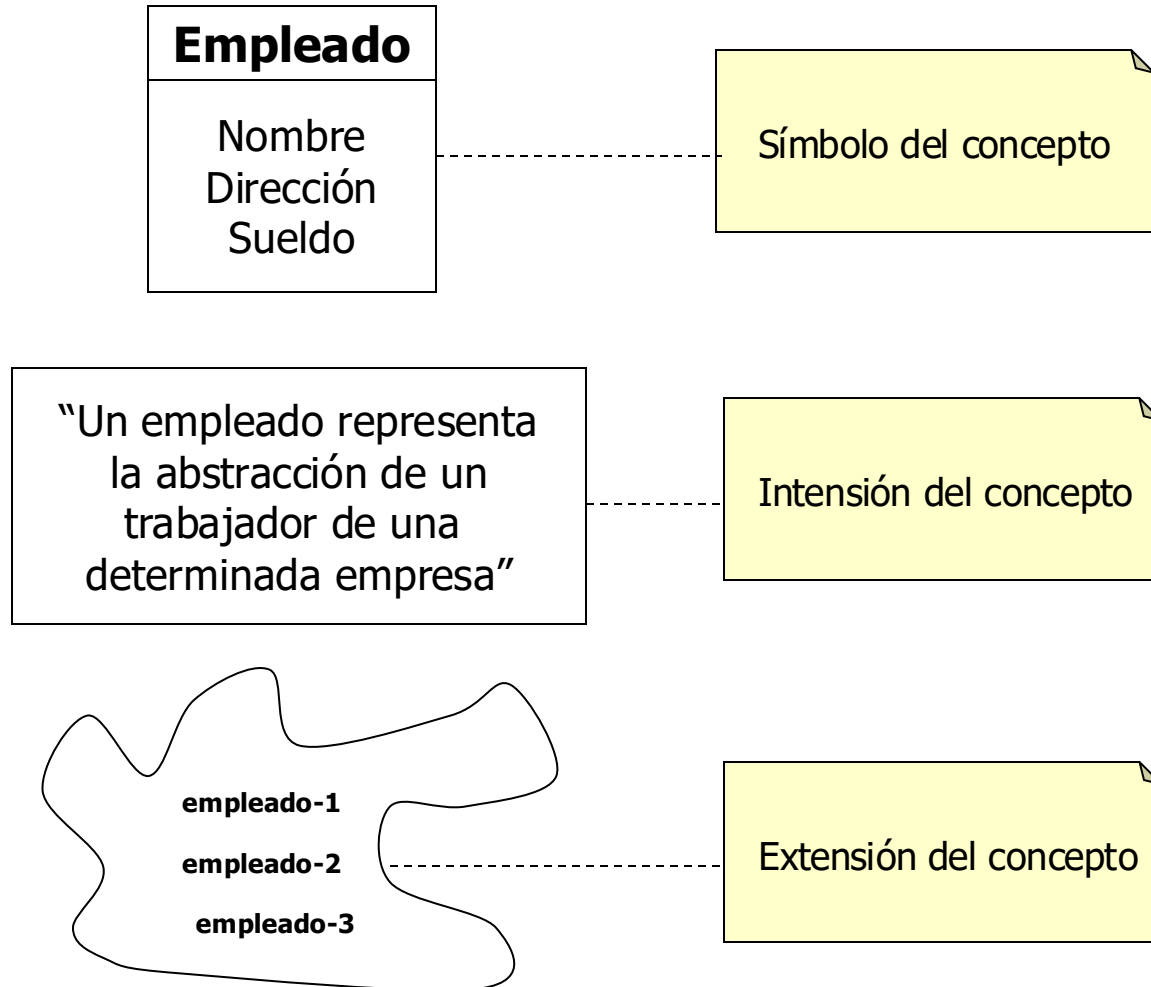 Empleado
Nombre
Dirección
Sueldo
Símbolo del concepto
“Un empleado representa
la abstracción de un
trabajador de una
determinada empresa”
Intensión del concepto
empleado-1
empleado-2
empleado-3
Extensión del concepto